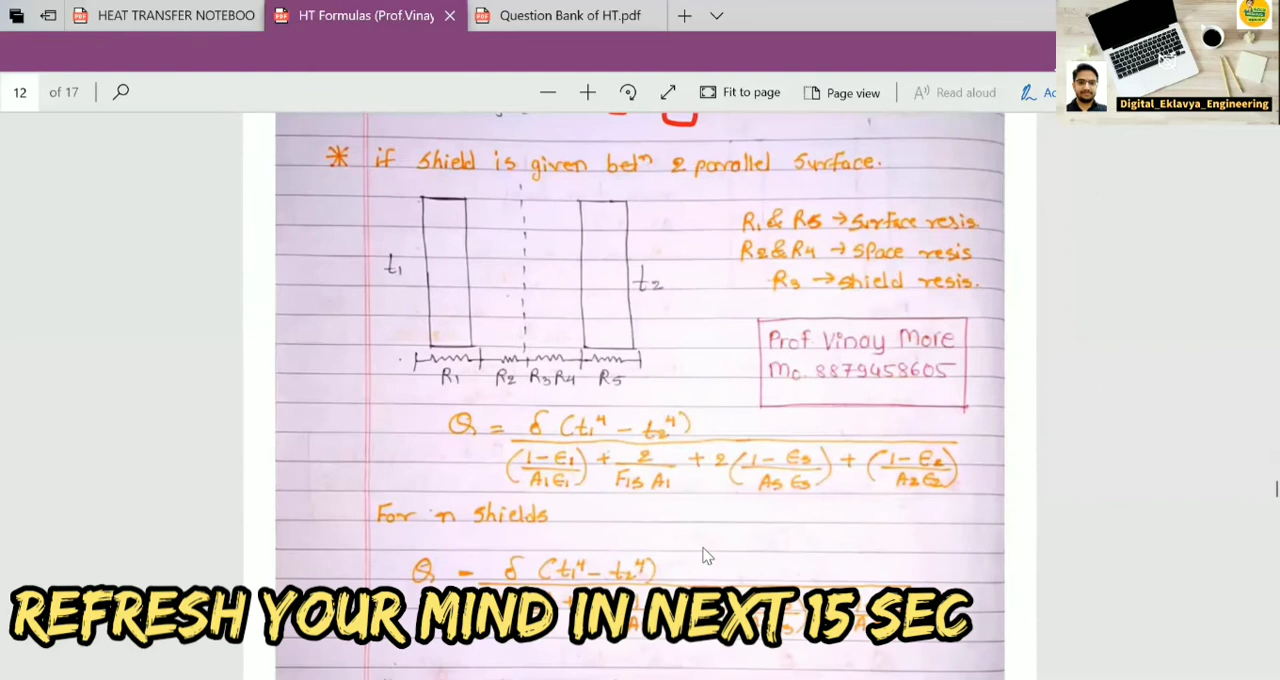 HEAT TRANSFER NOTEBOO
HT Formulas (Prof.Vinay
Question Bank of HT.pdf
12 of 17
Fit to page
Page view
Read aloud
Digital_Eklavya_Engineering
* if shield is given betn 2 parallel surface.
t1
t2
R1 & R5 → Surface resis.
R2 & R4 → Space resis
R3 → shield resis.
R1 R2 R3 R4 R5
Prof. Vinay More
Mo. 8879458605
Q = δ (t1⁴ - t2⁴)
(1-ε1 / A1ε1) + 2 / F1s A1 + 2 (1-εs / As εs) + (1-ε2 / A2ε2)
For n shields
Q = δ (t1⁴ - t2⁴)
REFRESH YOUR MIND IN NEXT 15 SEC